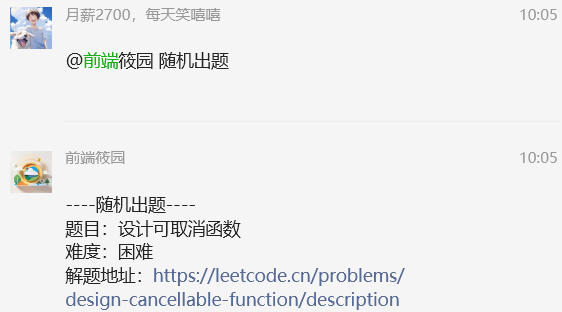 月薪2700，每天笑嘻嘻 10:05
@前端筱园 随机出题
前端筱园 10:05
----随机出题----
题目：设计可取消函数
难度：困难
解题地址：https://leetcode.cn/problems/
design-cancellable-function/description